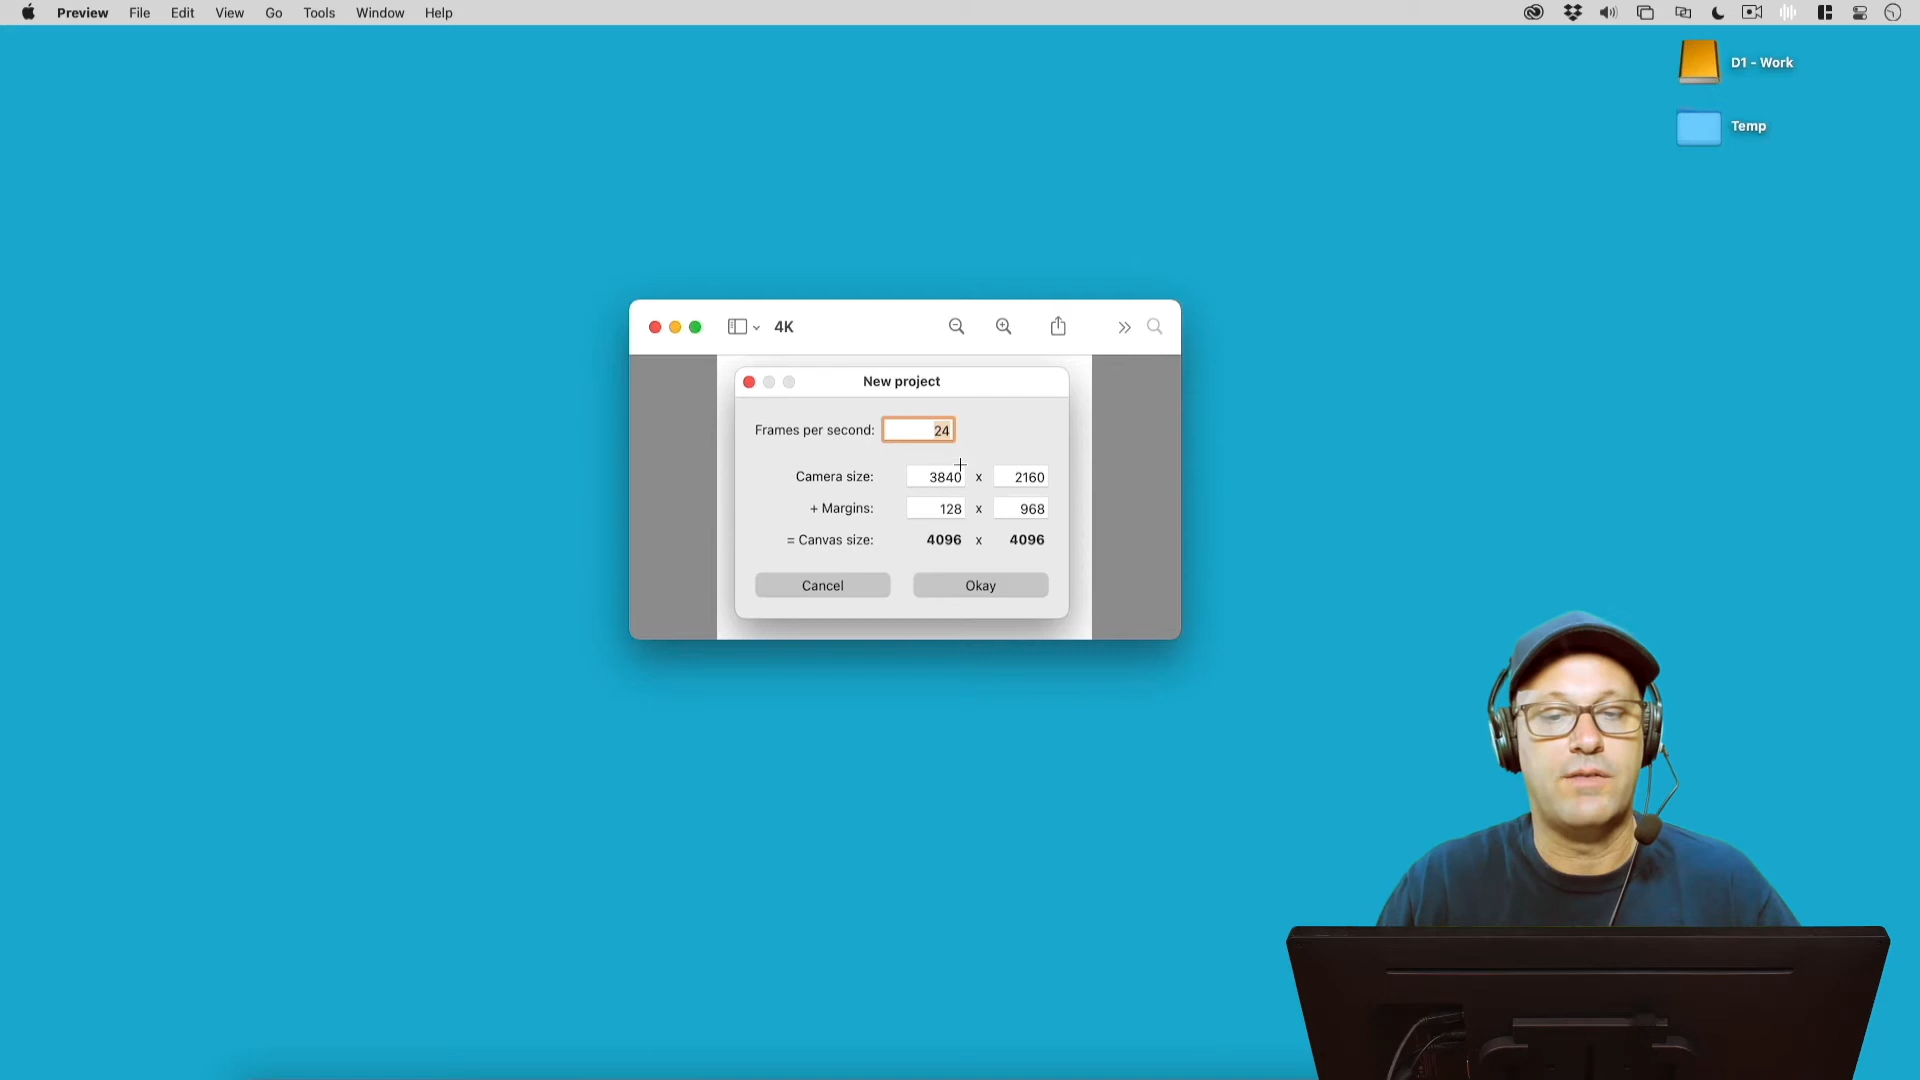 Preview File Edit View Go Tools Window Help
D1 - Work
Temp
4K
New project
Frames per second: 24
Camera size: 3840 x 2160
+ Margins: 128 x 968
= Canvas size: 4096 x 4096
Cancel Okay